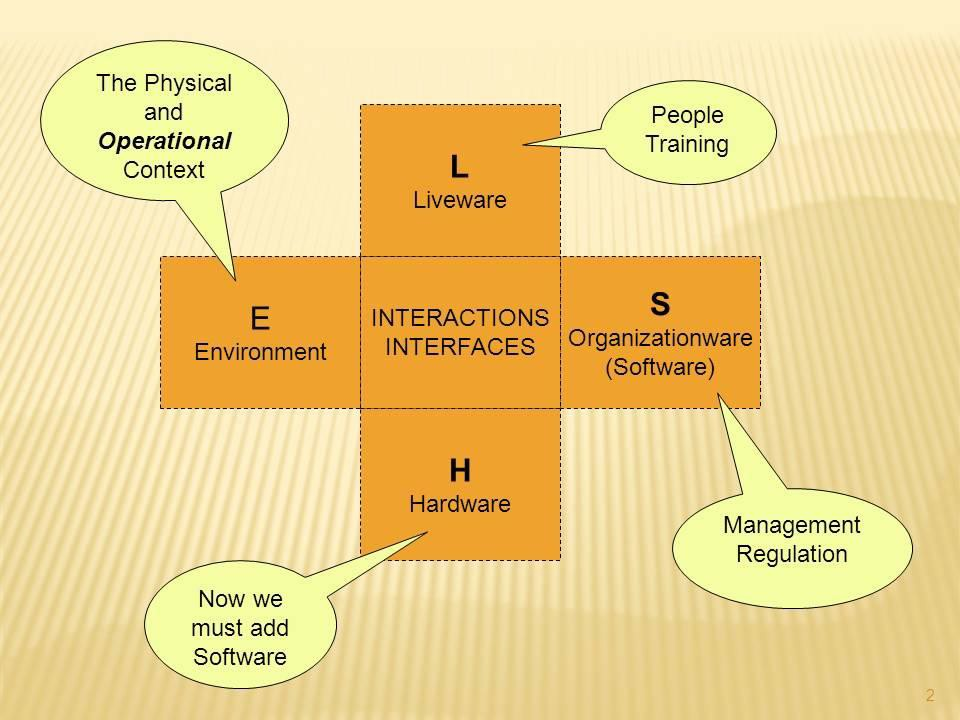 The Physical
and
Operational
Context
People
Training
L
Liveware
E
Environment
INTERACTIONS
INTERFACES
S
Organizationware
(Software)
H
Hardware
Management
Regulation
Now we
must add
Software
2